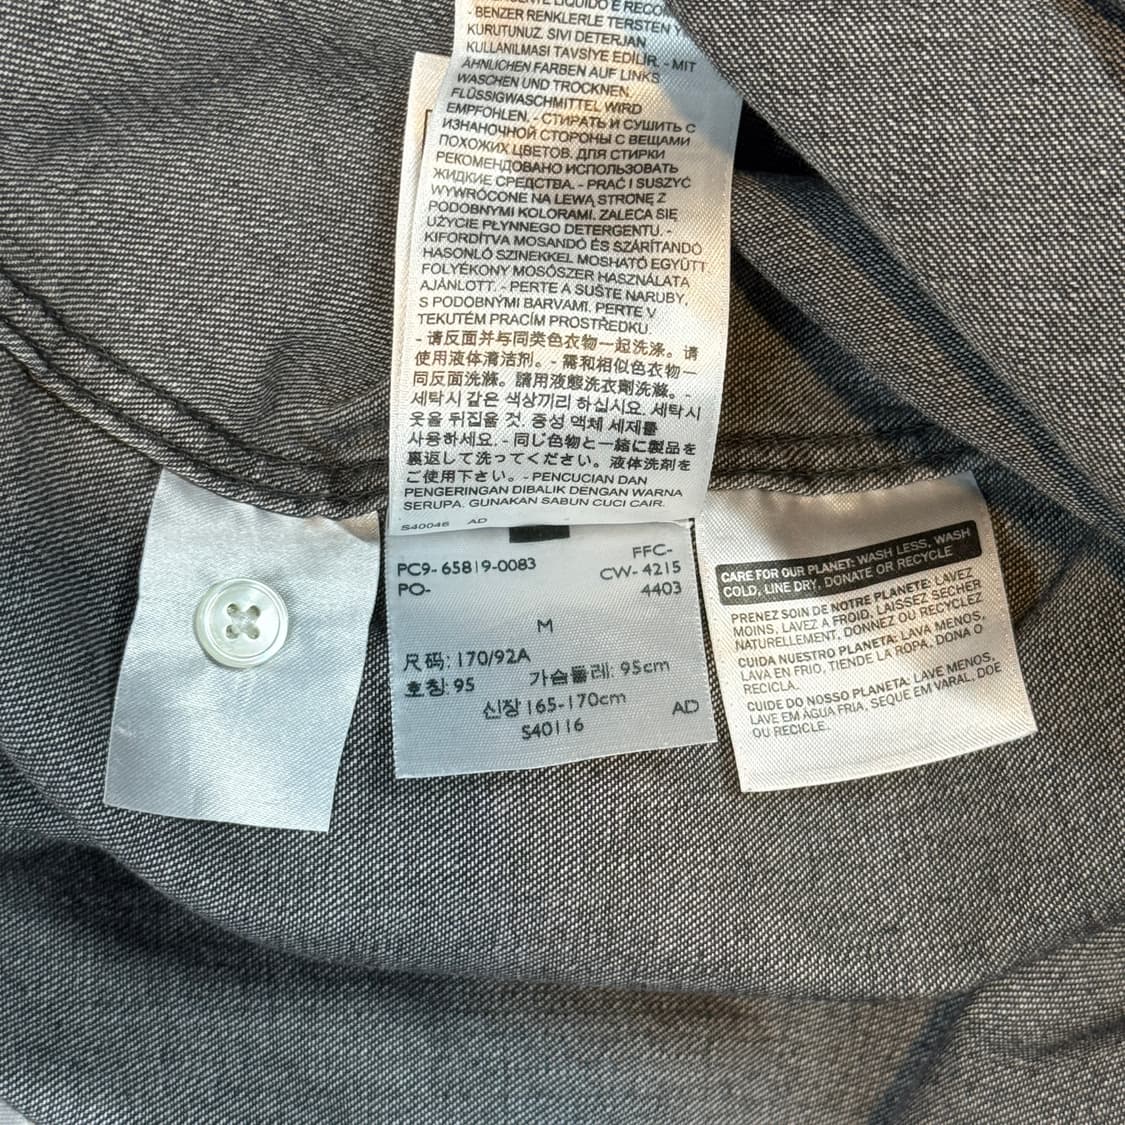 LÍQUIDO E RECO
- BENZER RENKLERLE TERSTEN Y
KURUTUNUZ. SIVI DETERJAN
KULLANILMASI TAVSİYE EDİLİR. - MIT
ÄHNLICHEN FARBEN AUF LINKS
WASCHEN UND TROCKNEN.
FLÜSSIGWASCHMITTEL WIRD
EMPFOHLEN. - СТИРАТЬ И СУШИТЬ С
ИЗНАНОЧНОЙ СТОРОНЫ С ВЕЩАМИ
ПОХОЖИХ ЦВЕТОВ. ДЛЯ СТИРКИ
РЕКОМЕНДОВАНО ИСПОЛЬЗОВАТЬ
ЖИДКИЕ СРЕДСТВА. - PRAĆ I SUSZYĆ
WYWRÓCONE NA LEWĄ STRONĘ Z
PODOBNYMI KOLORAMI. ZALECA SIĘ
UŻYCIE PŁYNNEGO DETERGENTU. -
KIFORDÍTVA MOSANDÓ ÉS SZÁRÍTANDÓ
HASONLÓ SZINEKKEL MOSHATÓ EGYÜTT
FOLYÉKONY MOSÓSZER HASZNÁLATA
AJÁNLOTT. - PERTE A SUŠTE NARUBY,
S PODOBNÝMI BARVAMI. PERTE V
TEKUTÉM PRACÍM PROSTŘEDKU
- 请反面并与同类色衣物一起洗涤。请
使用液体清洁剂。- 需和相似色衣物一
同反面洗滌。請用液態洗衣劑洗滌。-
세탁시 같은 색상끼리 하십시요. 세탁시
옷을 뒤집을 것. 중성 액체 세제를
사용하세요. - 同じ色物と一緒に製品を
裏返して洗ってください。液体洗剤を
ご使用下さい。- PENCUCIAN DAN
PENGERINGAN DIBALIK DENGAN WARNA
SERUPA. GUNAKAN SABUN CUCI CAIR.
S40046 AD
PC9- 65819-0083 FFC-
PO- CW- 4215
4403
M
尺码: 170/92A
호칭: 95 가슴둘레: 95cm
신장 165-170cm
S40116 AD
CARE FOR OUR PLANET: WASH LESS, WASH
COLD, LINE DRY, DONATE OR RECYCLE
PRENEZ SOIN DE NOTRE PLANETE: LAVEZ
MOINS, LAVEZ A FROID, LAISSEZ SECHER
NATURELLEMENT, DONNEZ OU RECYCLEZ
CUIDA NUESTRO PLANETA: LAVA MENOS,
LAVA EN FRIO, TIENDE LA ROPA, DONA O
RECICLA.
CUIDE DO NOSSO PLANETA: LAVE MENOS,
LAVE EM ÁGUA FRIA, SEQUE EM VARAL, DOE
OU RECICLE.